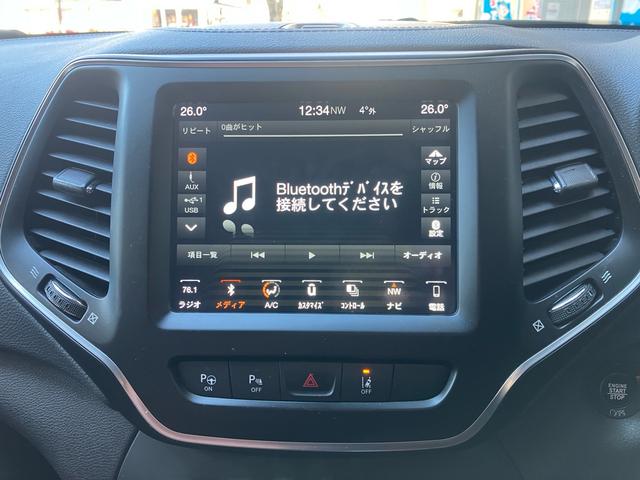 26.0°
12:34NW 4°外
26.0°
リピート
0曲がヒット
シャッフル
AUX
USB 1
Bluetoothﾃﾞﾊﾞｲｽを
接続してください
マップ
情報
トラック
設定
項目一覧
オーディオ
76.1
NW
ラジオ
メディア
A/C
ｶｽﾀﾏｲｽﾞ
ｺﾝﾄﾛｰﾙ
ナビ
電話
P
ON
P
OFF
OFF
ENGINE
START
STOP